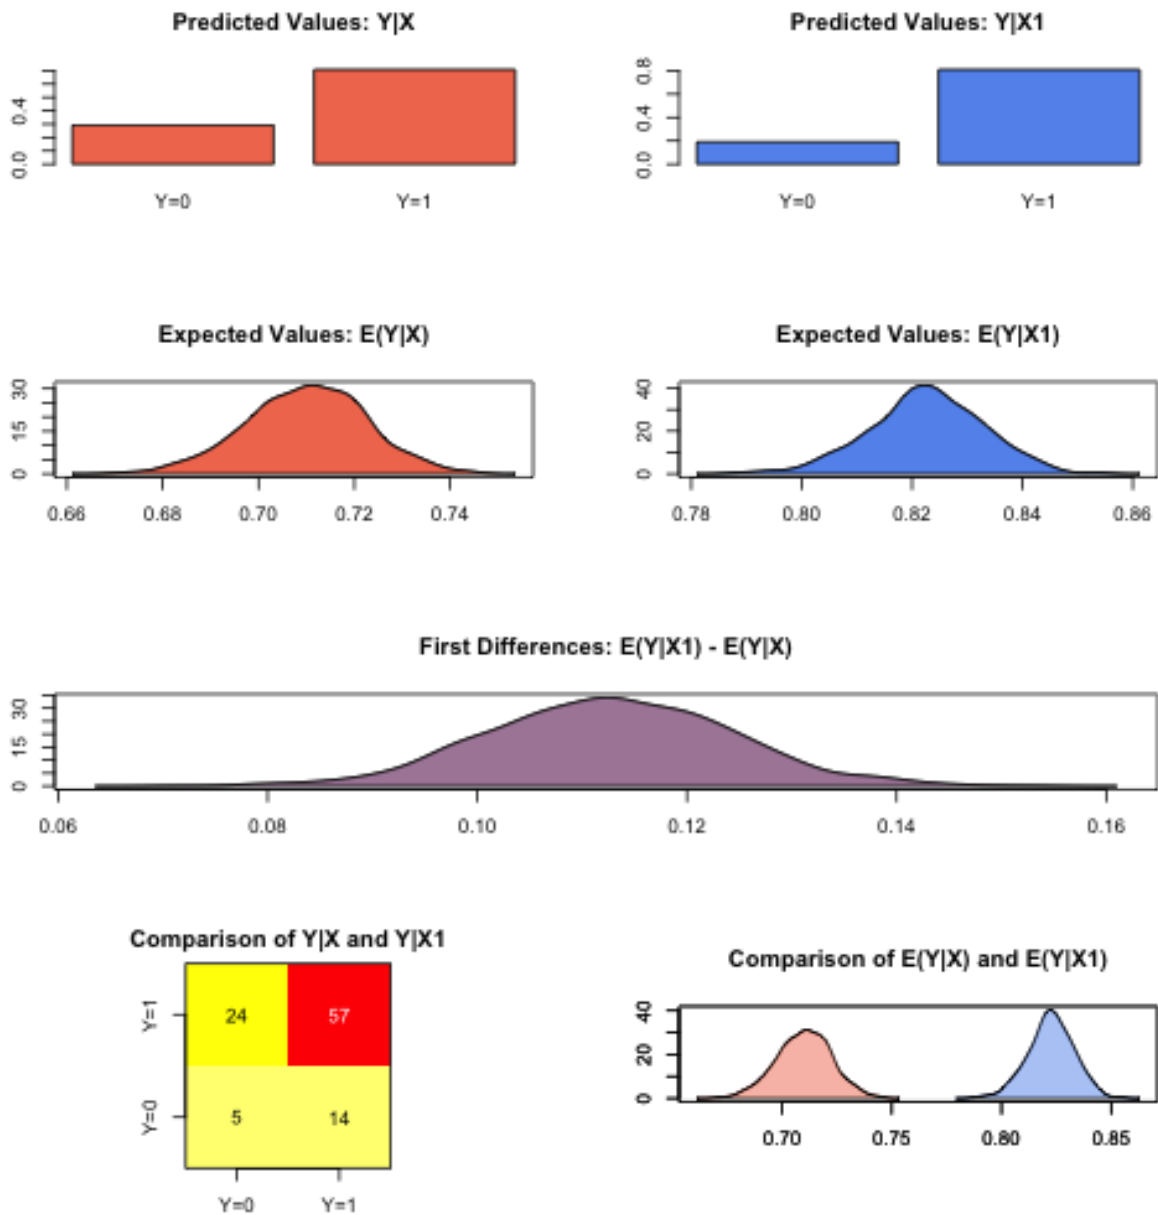 Predicted Values: Y|X
0.0 0.4
Y=0 Y=1
Predicted Values: Y|X1
0.0 0.4 0.8
Y=0 Y=1
Expected Values: E(Y|X)
0 15 30
0.66 0.68 0.70 0.72 0.74
Expected Values: E(Y|X1)
0 20 40
0.78 0.80 0.82 0.84 0.86
First Differences: E(Y|X1) - E(Y|X)
0 15 30
0.06 0.08 0.10 0.12 0.14 0.16
Comparison of Y|X and Y|X1
Y=1 24 57
Y=0 5 14
Y=0 Y=1
Comparison of E(Y|X) and E(Y|X1)
0 20 40
0.70 0.75 0.80 0.85